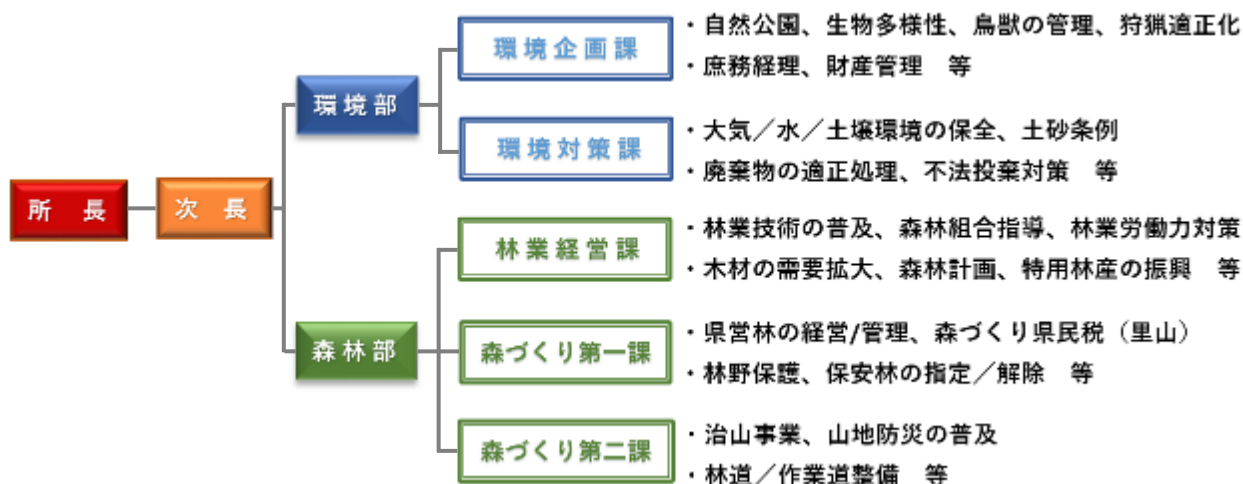 所　長
次　長
環境部
環境企画課
・自然公園、生物多様性、鳥獣の管理、狩猟適正化
・庶務経理、財産管理　等
環境対策課
・大気／水／土壌環境の保全、土砂条例
・廃棄物の適正処理、不法投棄対策　等
森林部
林業経営課
・林業技術の普及、森林組合指導、林業労働力対策
・木材の需要拡大、森林計画、特用林産の振興　等
森づくり第一課
・県営林の経営/管理、森づくり県民税（里山）
・林野保護、保安林の指定／解除　等
森づくり第二課
・治山事業、山地防災の普及
・林道／作業道整備　等